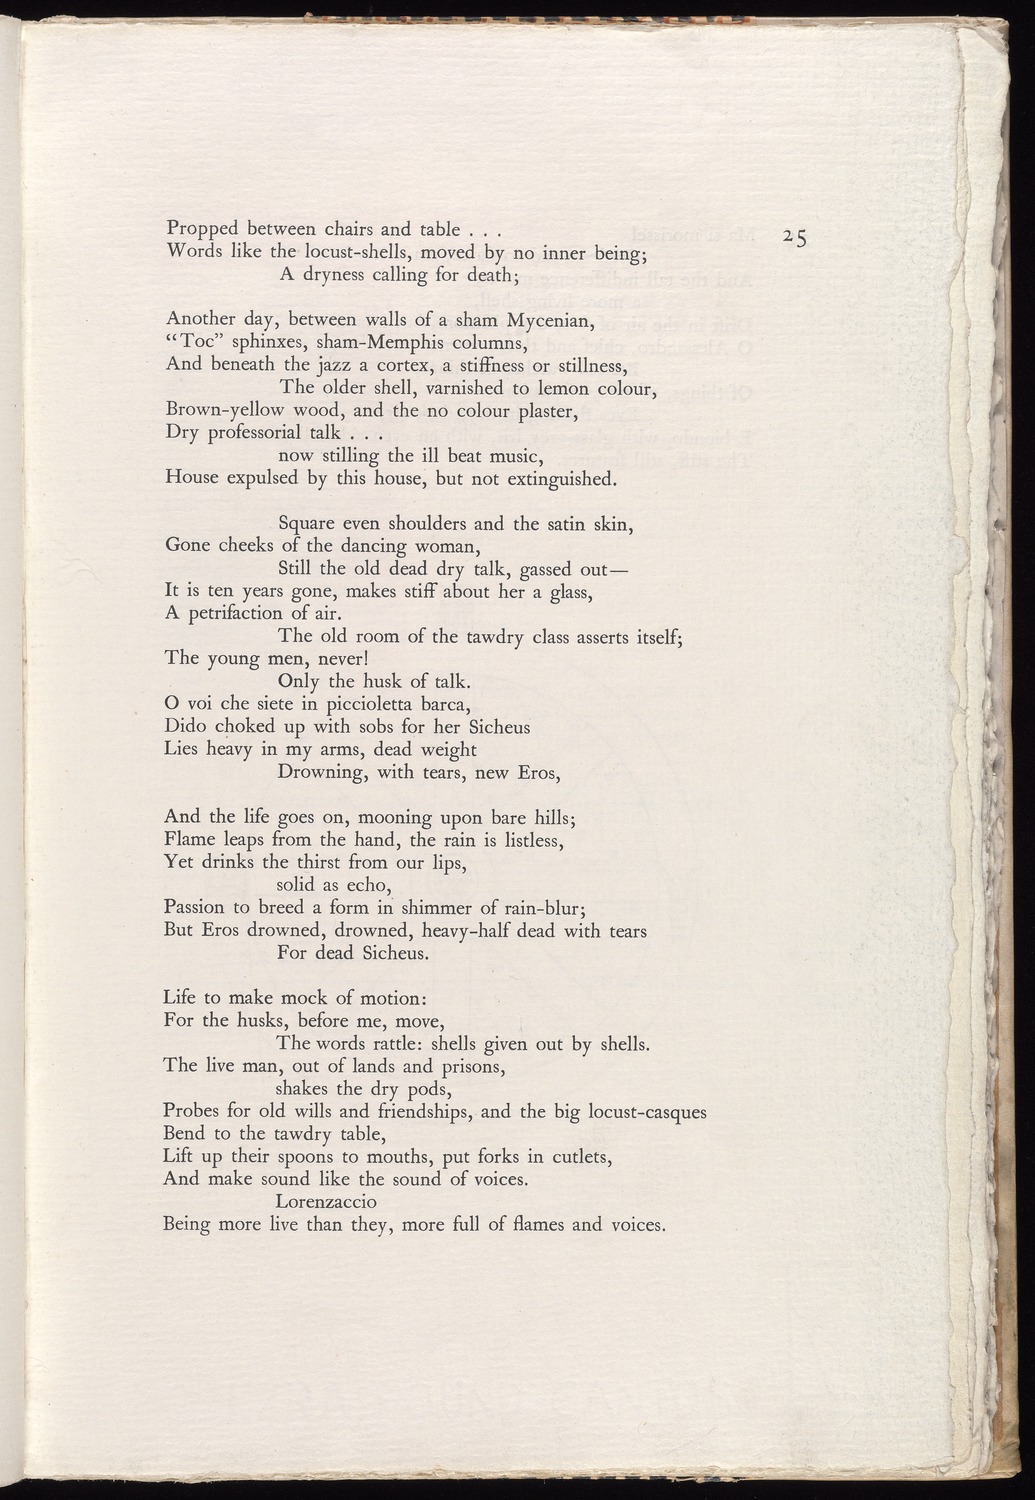 Propped between chairs and table . . .
25
Words like the locust-shells, moved by no inner being;
A dryness calling for death;
Another day, between walls of a sham Mycenian,
“Toc” sphinxes, sham-Memphis columns,
And beneath the jazz a cortex, a stiffness or stillness,
The older shell, varnished to lemon colour,
Brown-yellow wood, and the no colour plaster,
Dry professorial talk . . .
now stilling the ill beat music,
House expulsed by this house, but not extinguished.
Square even shoulders and the satin skin,
Gone cheeks of the dancing woman,
Still the old dead dry talk, gassed out—
It is ten years gone, makes stiff about her a glass,
A petrifaction of air.
The old room of the tawdry class asserts itself;
The young men, never!
Only the husk of talk.
O voi che siete in piccioletta barca,
Dido choked up with sobs for her Sicheus
Lies heavy in my arms, dead weight
Drowning, with tears, new Eros,
And the life goes on, mooning upon bare hills;
Flame leaps from the hand, the rain is listless,
Yet drinks the thirst from our lips,
solid as echo,
Passion to breed a form in shimmer of rain-blur;
But Eros drowned, drowned, heavy-half dead with tears
For dead Sicheus.
Life to make mock of motion:
For the husks, before me, move,
The words rattle: shells given out by shells.
The live man, out of lands and prisons,
shakes the dry pods,
Probes for old wills and friendships, and the big locust-casques
Bend to the tawdry table,
Lift up their spoons to mouths, put forks in cutlets,
And make sound like the sound of voices.
Lorenzaccio
Being more live than they, more full of flames and voices.